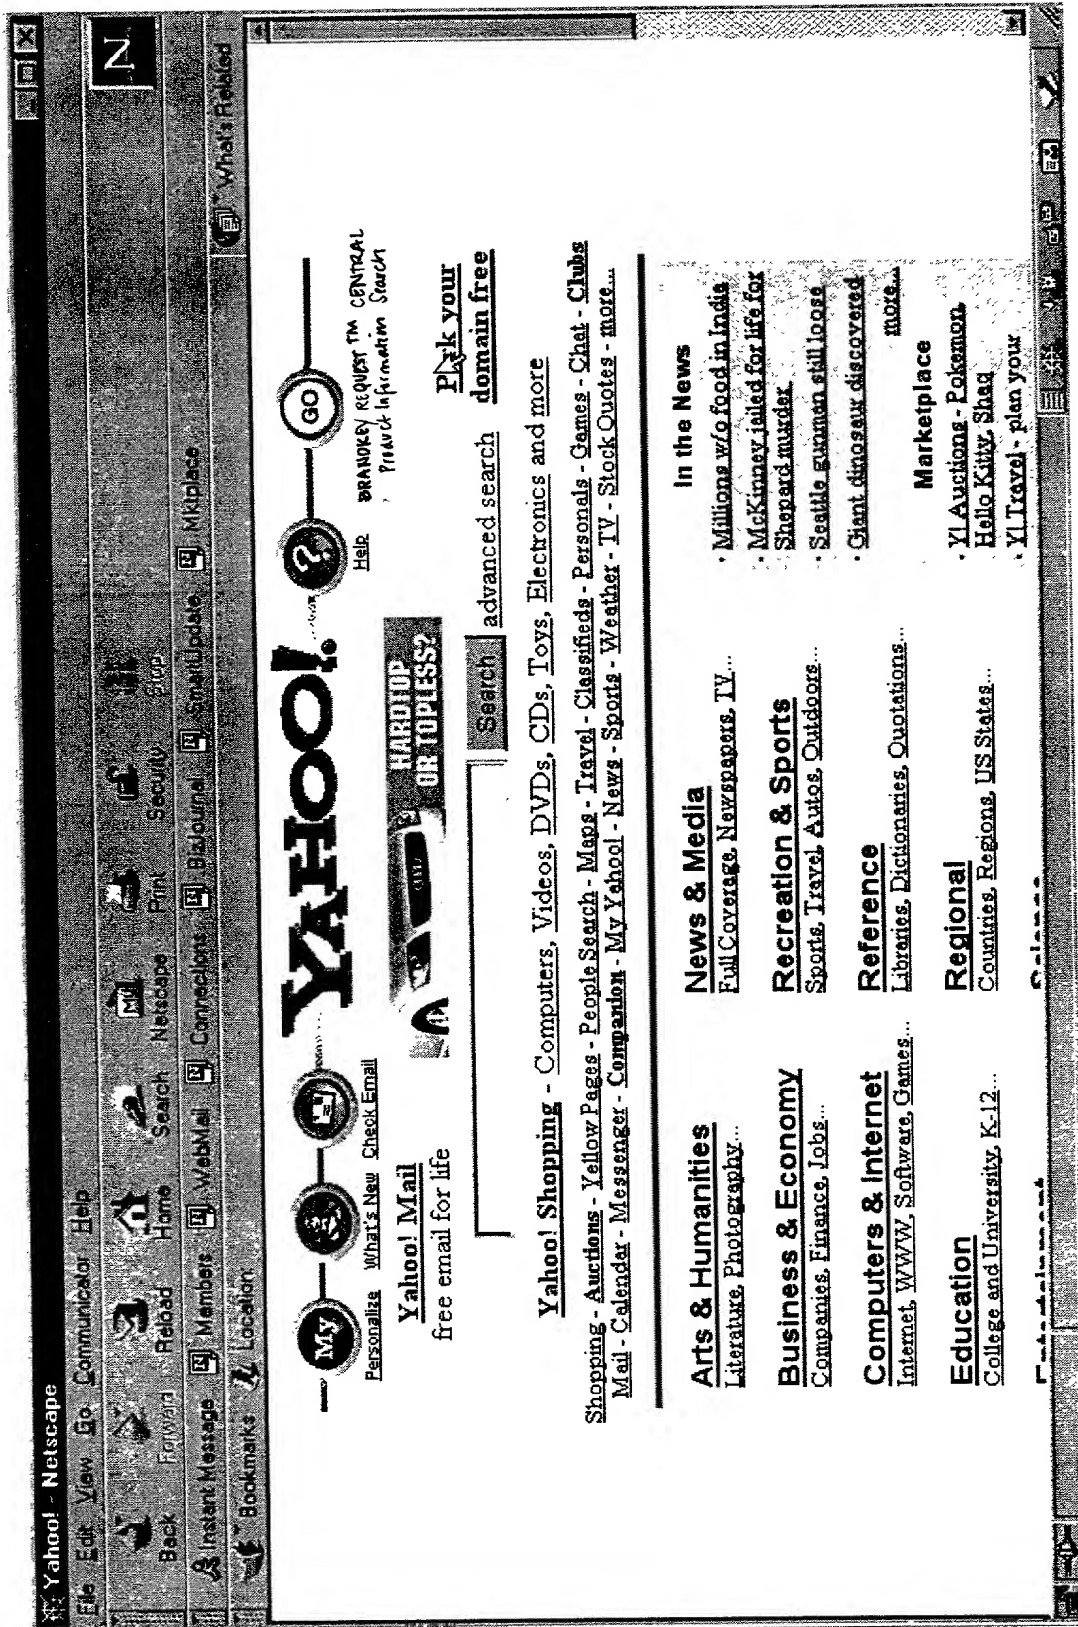 Yahoo! - Netscape
File Edit View Go Communicator Help
Back Forward Reload Home Search Netscape Print Security Stop
N
Instant Message Members WebMail Connections BizJournal SmartUpdate Mktplace
Bookmarks Location: What's Related
My YAHOO! ? GO
Personalize What's New Check Email Help
BRANDKEY REQUEST™ CENTRAL
Product Information Search
Yahoo! Mail
free email for life
HARDTOP
OR TOPLESS?
Park your
domain free
Search advanced search
Yahoo! Shopping - Computers, Videos, DVDs, CDs, Toys, Electronics and more
Shopping - Auctions - Yellow Pages - People Search - Maps - Travel - Classifieds - Personals - Games - Chat - Clubs
Mail - Calendar - Messenger - Companion - My Yahoo! - News - Sports - Weather - TV - Stock Quotes - more...
Arts & Humanities
Literature, Photography...
Business & Economy
Companies, Finance, Jobs...
Computers & Internet
Internet, WWW, Software, Games...
Education
College and University, K-12...
Entertainment
News & Media
Full Coverage, Newspapers, TV...
Recreation & Sports
Sports, Travel, Autos, Outdoors...
Reference
Libraries, Dictionaries, Quotations...
Regional
Countries, Regions, US States...
Science
In the News
· Millions w/o food in India
· McKinney jailed for life for
Shepard murder
· Seattle gunman still loose
· Giant dinosaur discovered
more...
Marketplace
· Y! Auctions - Pokemon,
Hello Kitty, Shaq
· Y! Travel - plan your